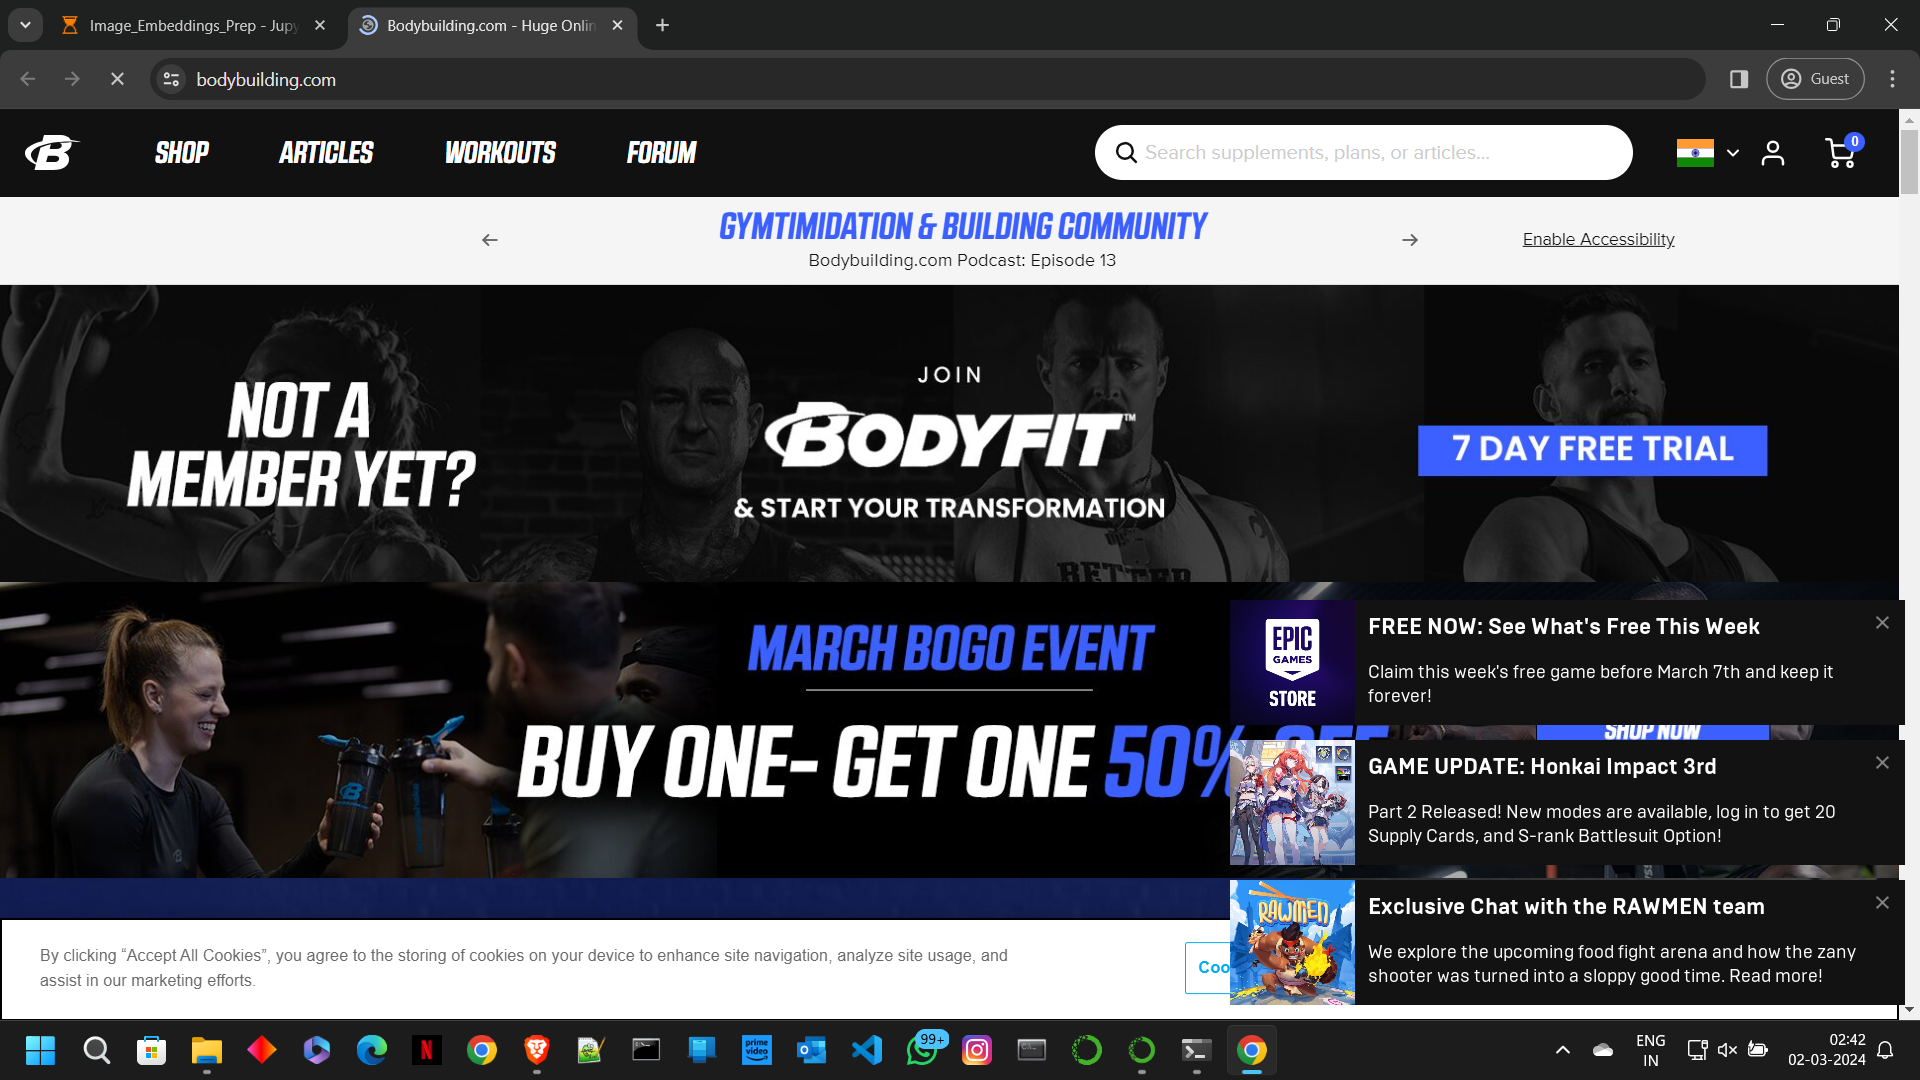 Image_Embeddings_Prep - Jupy
Bodybuilding.com - Huge Onlin
bodybuilding.com
Guest
SHOP
ARTICLES
WORKOUTS
FORUM
Search supplements, plans, or articles...
0
GYMTIMIDATION & BUILDING COMMUNITY
Bodybuilding.com Podcast: Episode 13
Enable Accessibility
NOT A
MEMBER YET?
JOIN
BODYFIT™
& START YOUR TRANSFORMATION
BETTER
7 DAY FREE TRIAL
MARCH BOGO EVENT
BUY ONE- GET ONE 50% OFF
SHOP NOW
EPIC
GAMES
STORE
FREE NOW: See What's Free This Week
Claim this week's free game before March 7th and keep it
forever!
GAME UPDATE: Honkai Impact 3rd
Part 2 Released! New modes are available, log in to get 20
Supply Cards, and S-rank Battlesuit Option!
RAWMEN
Exclusive Chat with the RAWMEN team
We explore the upcoming food fight arena and how the zany
shooter was turned into a sloppy good time. Read more!
By clicking “Accept All Cookies”, you agree to the storing of cookies on your device to enhance site navigation, analyze site usage, and
assist in our marketing efforts.
Coo
prime
video
99+
ENG
IN
02:42
02-03-2024